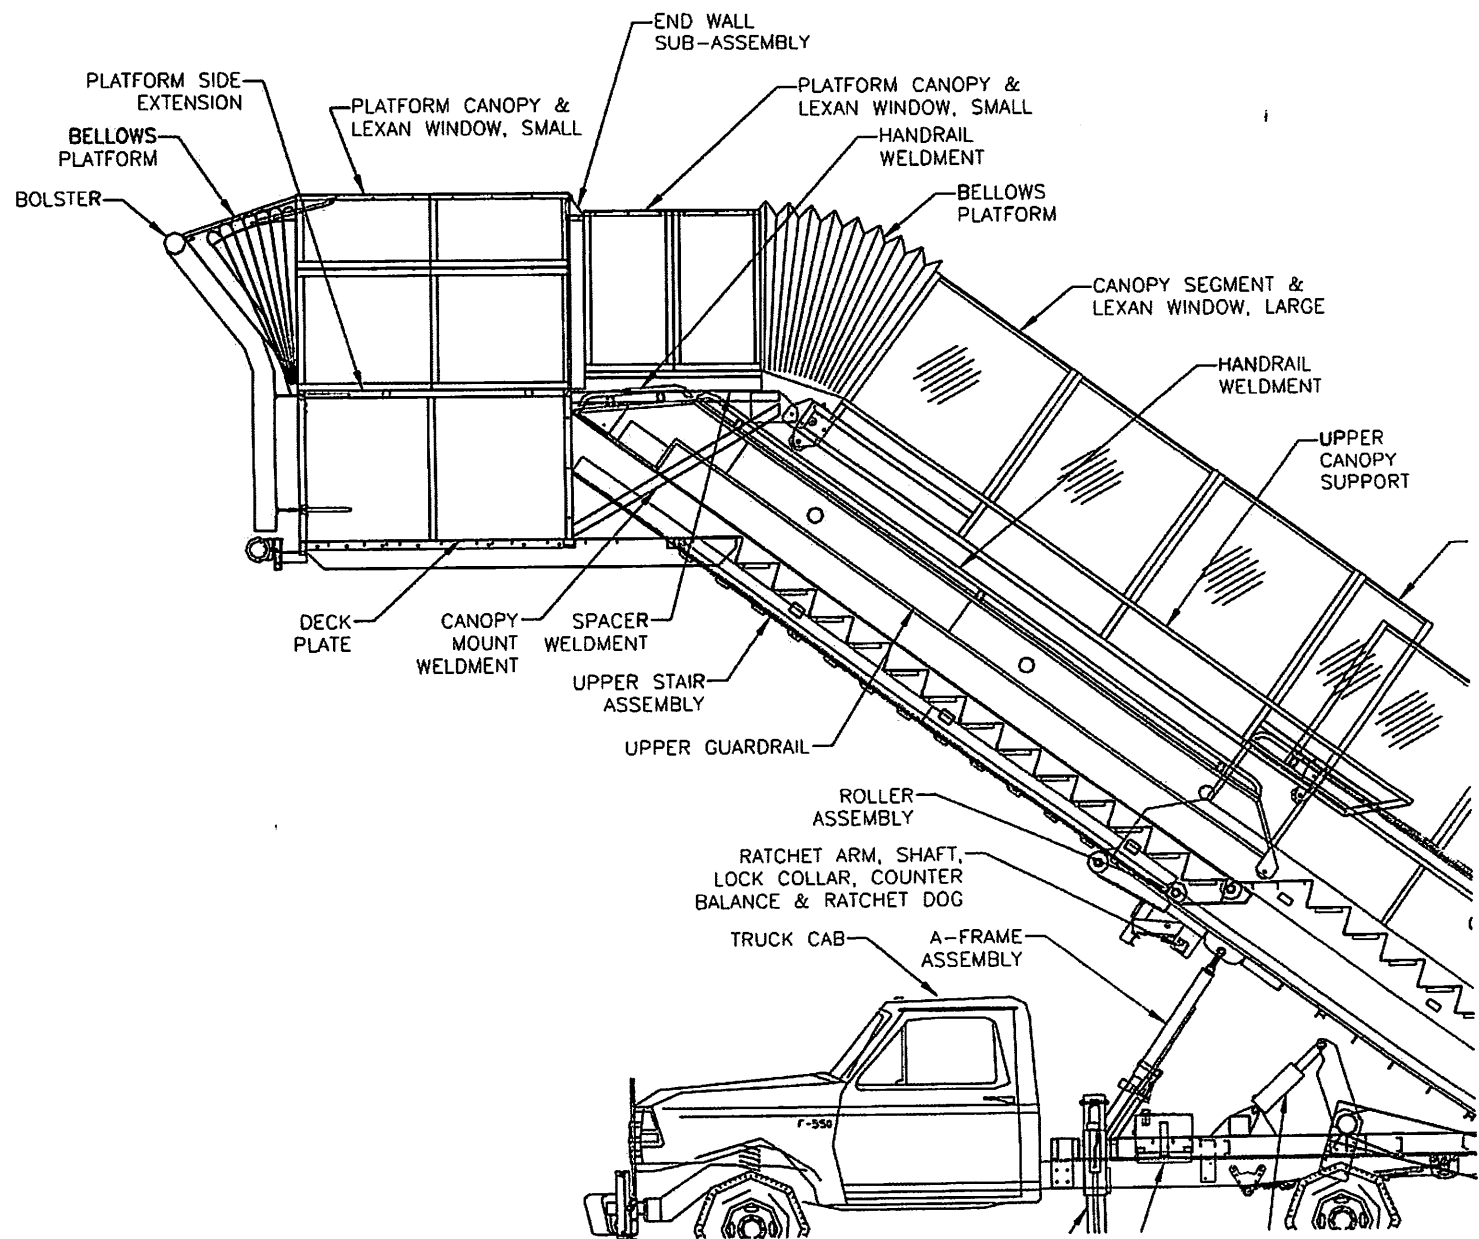 END WALL
SUB-ASSEMBLY
PLATFORM SIDE
EXTENSION
PLATFORM CANOPY &
LEXAN WINDOW, SMALL
PLATFORM CANOPY &
LEXAN WINDOW, SMALL
BELLOWS
PLATFORM
HANDRAIL
WELDMENT
BOLSTER
BELLOWS
PLATFORM
CANOPY SEGMENT &
LEXAN WINDOW, LARGE
HANDRAIL
WELDMENT
UPPER
CANOPY
SUPPORT
DECK
PLATE
CANOPY
MOUNT
WELDMENT
SPACER
WELDMENT
UPPER STAIR
ASSEMBLY
UPPER GUARDRAIL
ROLLER
ASSEMBLY
RATCHET ARM, SHAFT,
LOCK COLLAR, COUNTER
BALANCE & RATCHET DOG
TRUCK CAB
A-FRAME
ASSEMBLY
F-550